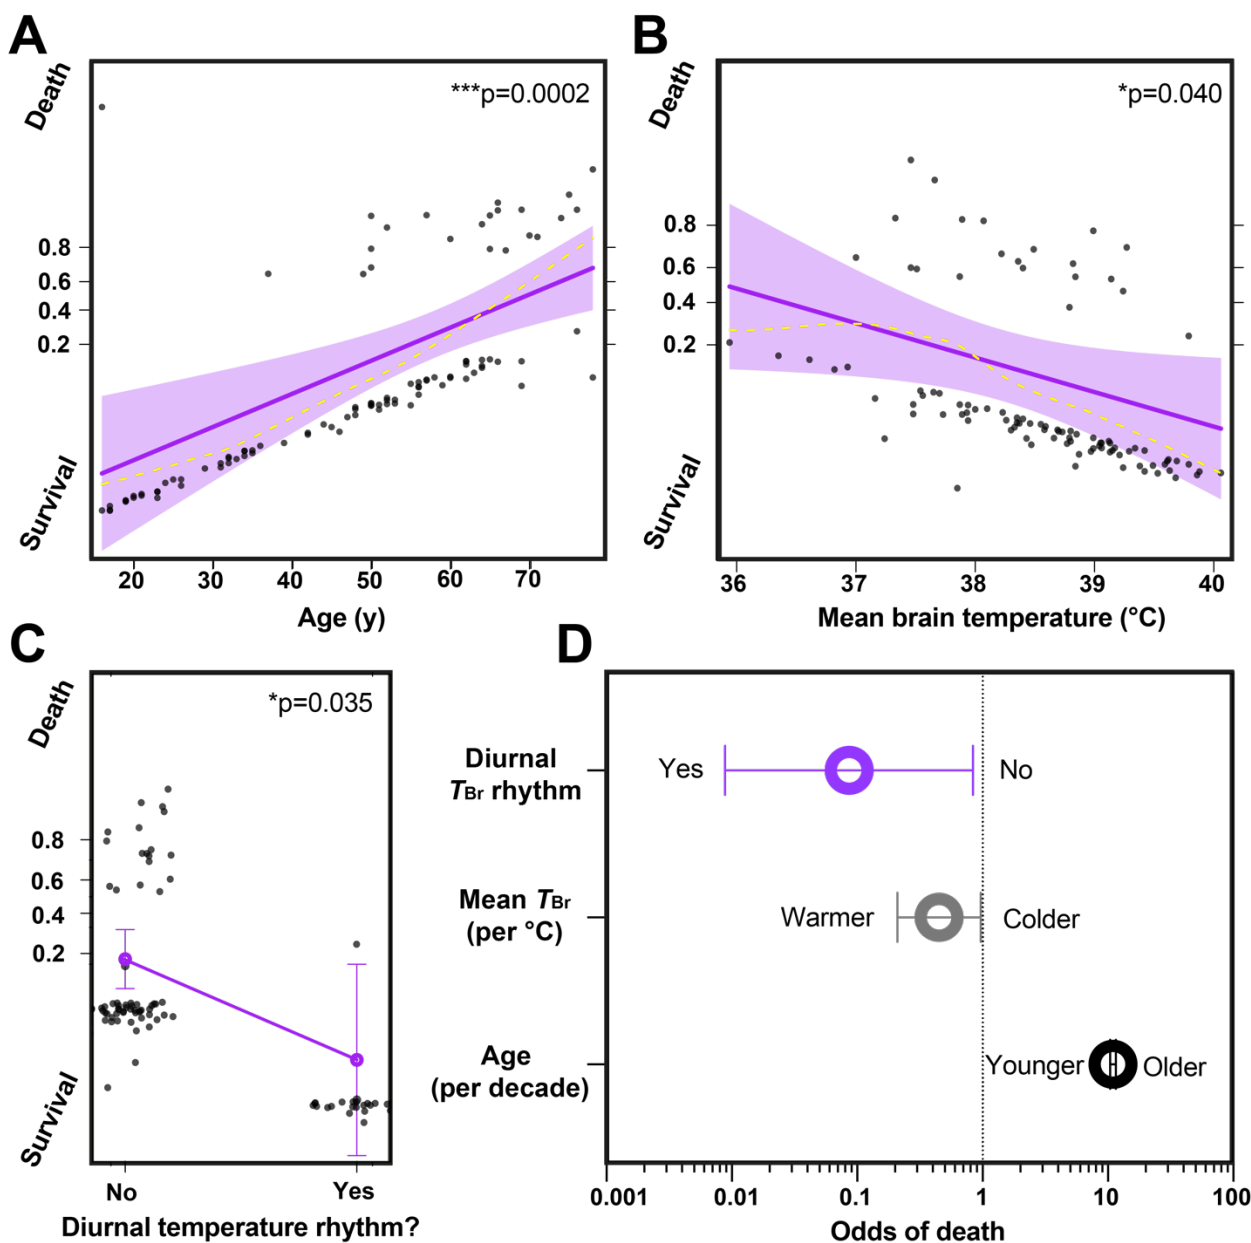 A
Death
***p=0.0002
0.8
0.6
0.4
0.2
Survival
20 30 40 50 60 70
Age (y)
B
Death
*p=0.040
0.8
0.6
0.4
0.2
Survival
36 37 38 39 40
Mean brain temperature (°C)
C
Death
*p=0.035
0.8
0.6
0.4
0.2
Survival
No Yes
Diurnal temperature rhythm?
D
Diurnal
TBr rhythm
Yes No
Mean TBr
(per °C)
Warmer Colder
Age
(per decade)
Younger Older
0.001 0.01 0.1 1 10 100
Odds of death